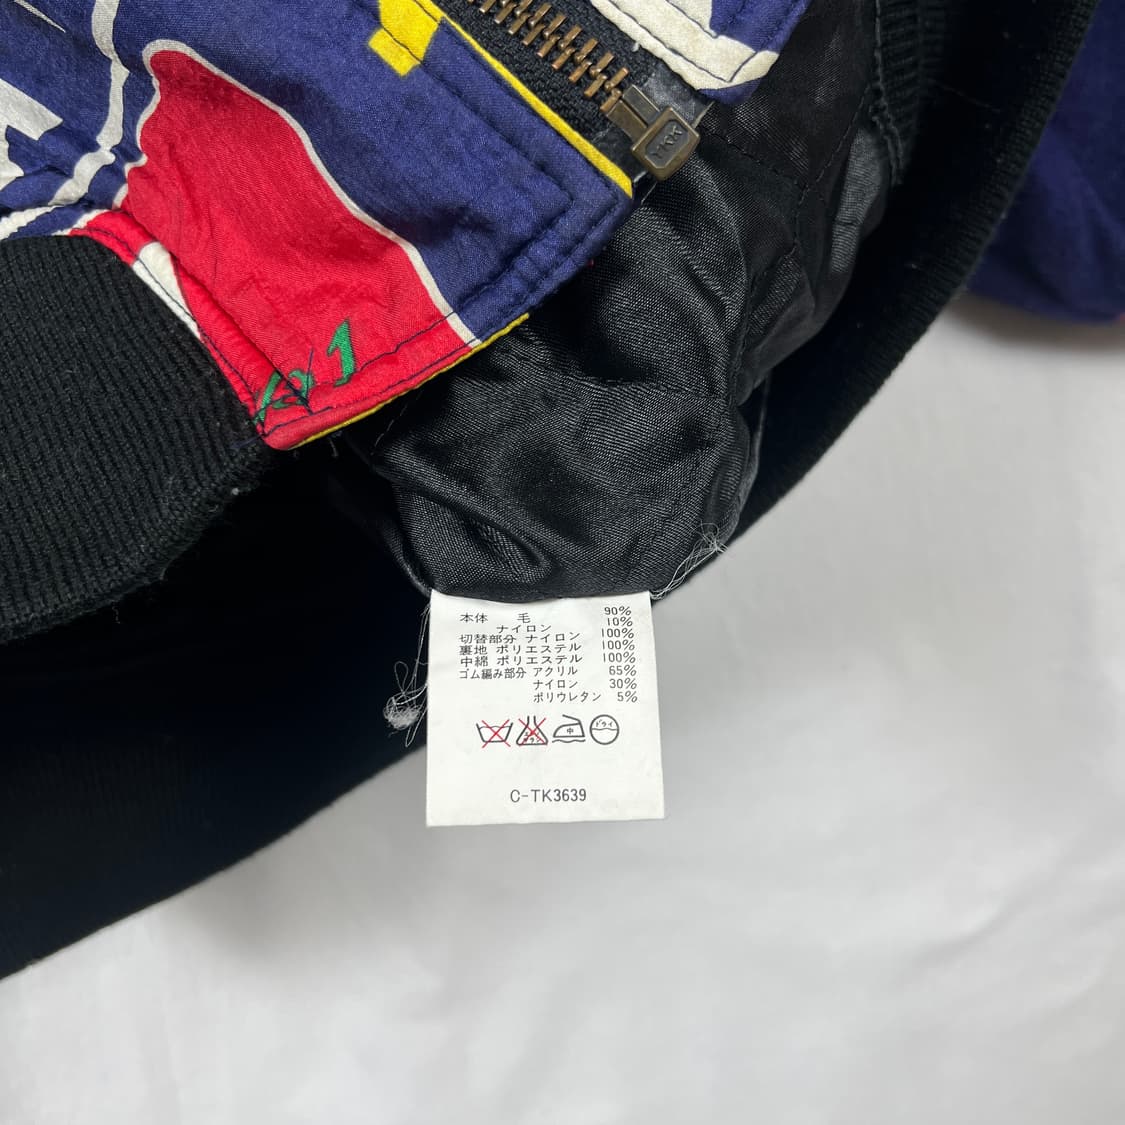 YKK
本体 毛 90%
ナイロン 10%
切替部分 ナイロン 100%
裏地 ポリエステル 100%
中綿 ポリエステル 100%
ゴム編み部分 アクリル 65%
ナイロン 30%
ポリウレタン 5%
中 ドライ
C-TK3639